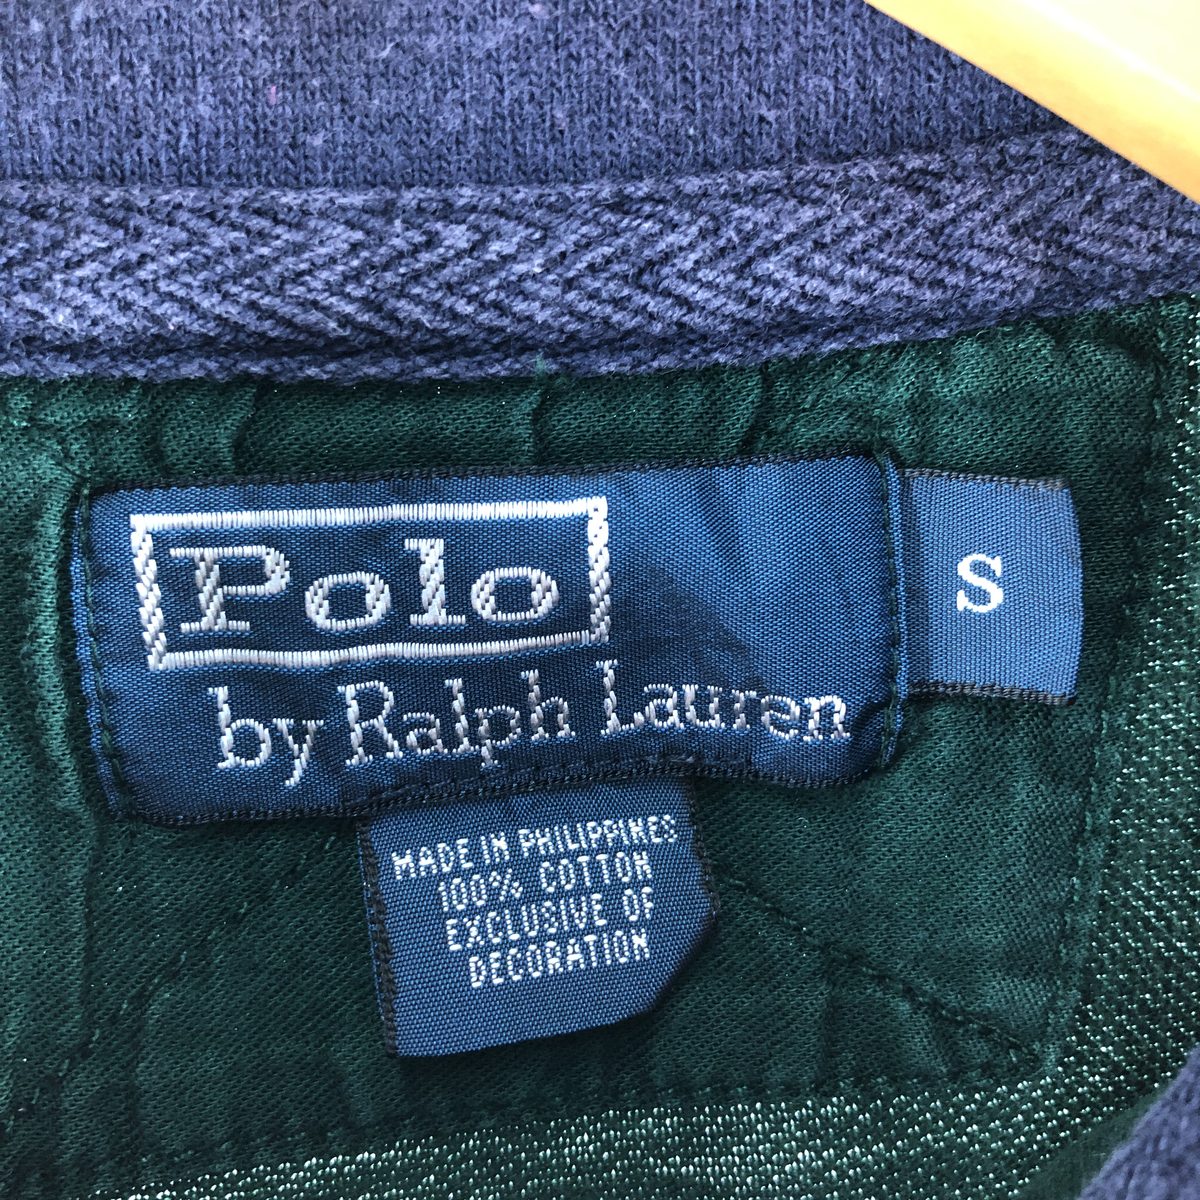 Polo
by Ralph Lauren
S
MADE IN PHILIPPINES
100% COTTON
EXCLUSIVE OF
DECORATION